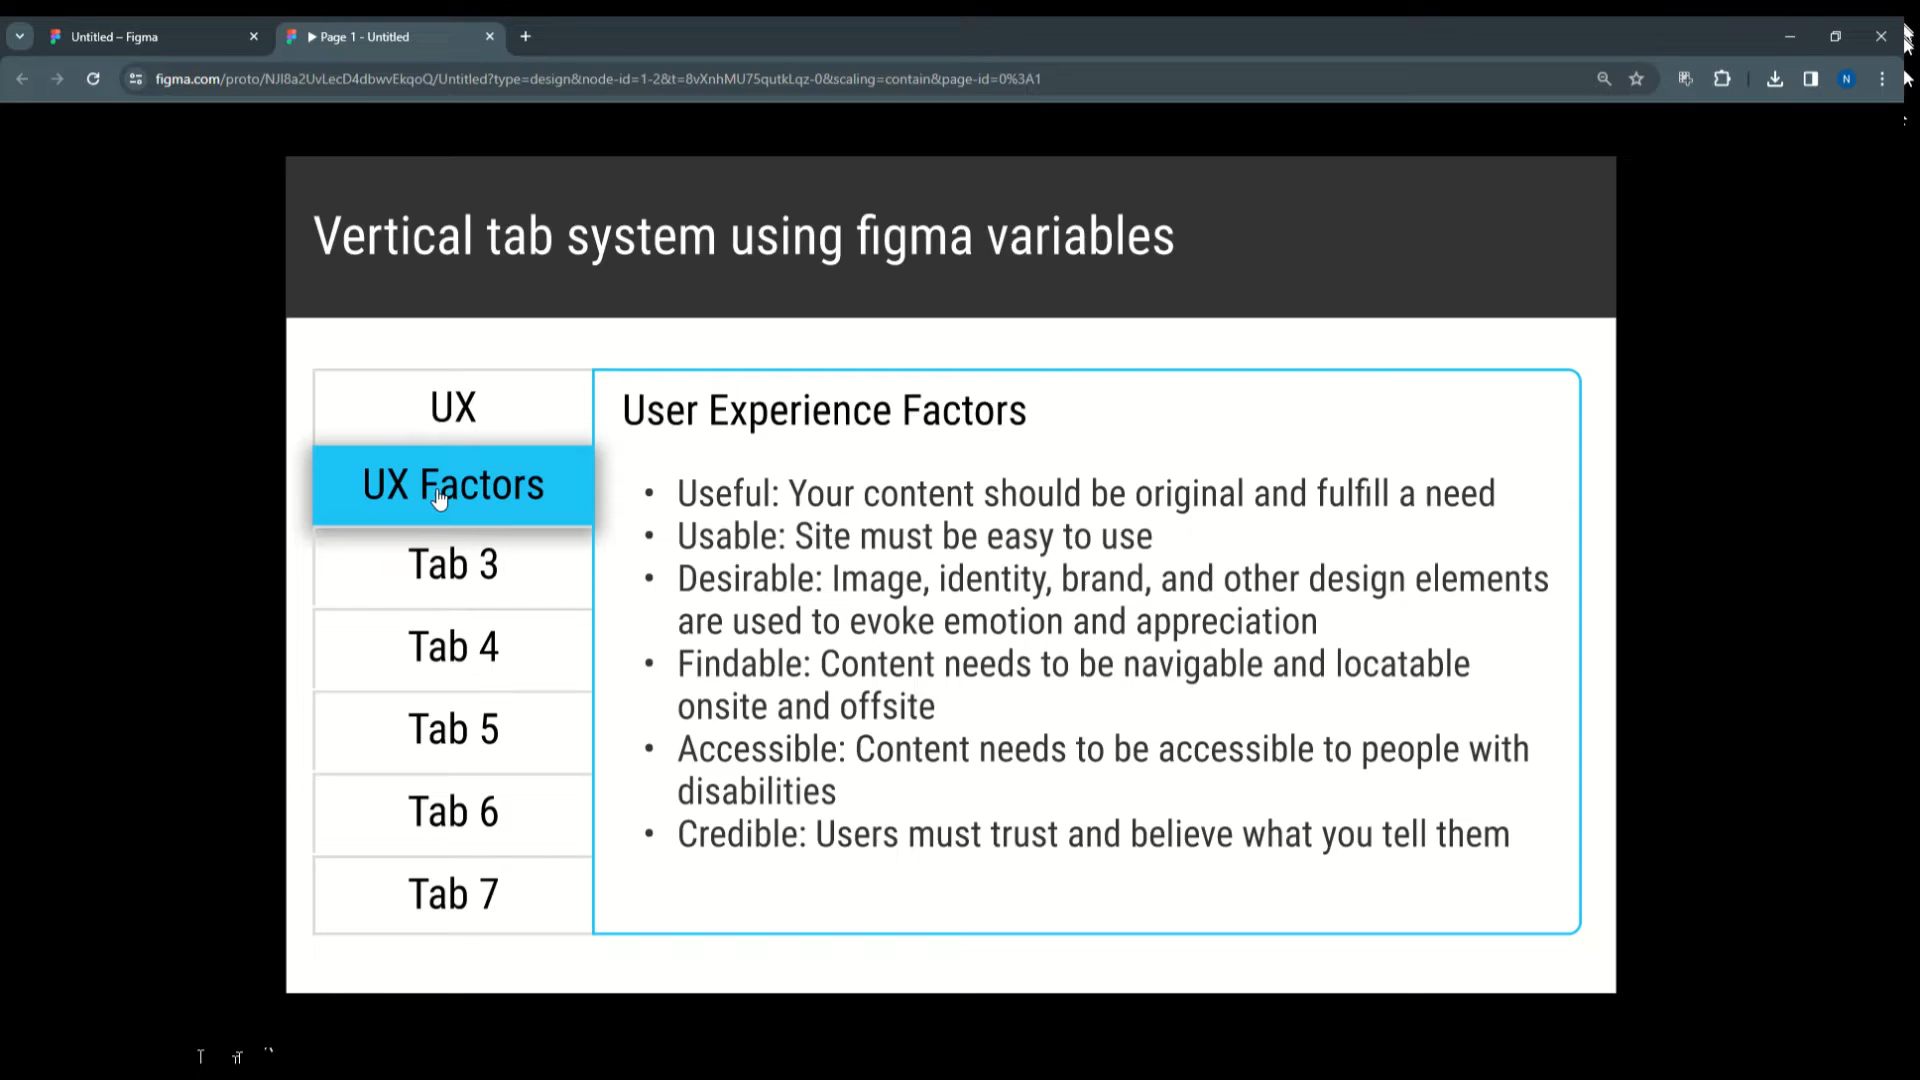 Untitled – Figma
Page 1 - Untitled
figma.com/proto/NJl8a2UvLecD4dbwvEkqoQ/Untitled?type=design&node-id=1-2&t=8vXnhMU75qutkLqz-0&scaling=contain&page-id=0%3A1
N
Vertical tab system using figma variables
UX
UX Factors
Tab 3
Tab 4
Tab 5
Tab 6
Tab 7
User Experience Factors
• Useful: Your content should be original and fulfill a need
• Usable: Site must be easy to use
• Desirable: Image, identity, brand, and other design elements
are used to evoke emotion and appreciation
• Findable: Content needs to be navigable and locatable
onsite and offsite
• Accessible: Content needs to be accessible to people with
disabilities
• Credible: Users must trust and believe what you tell them